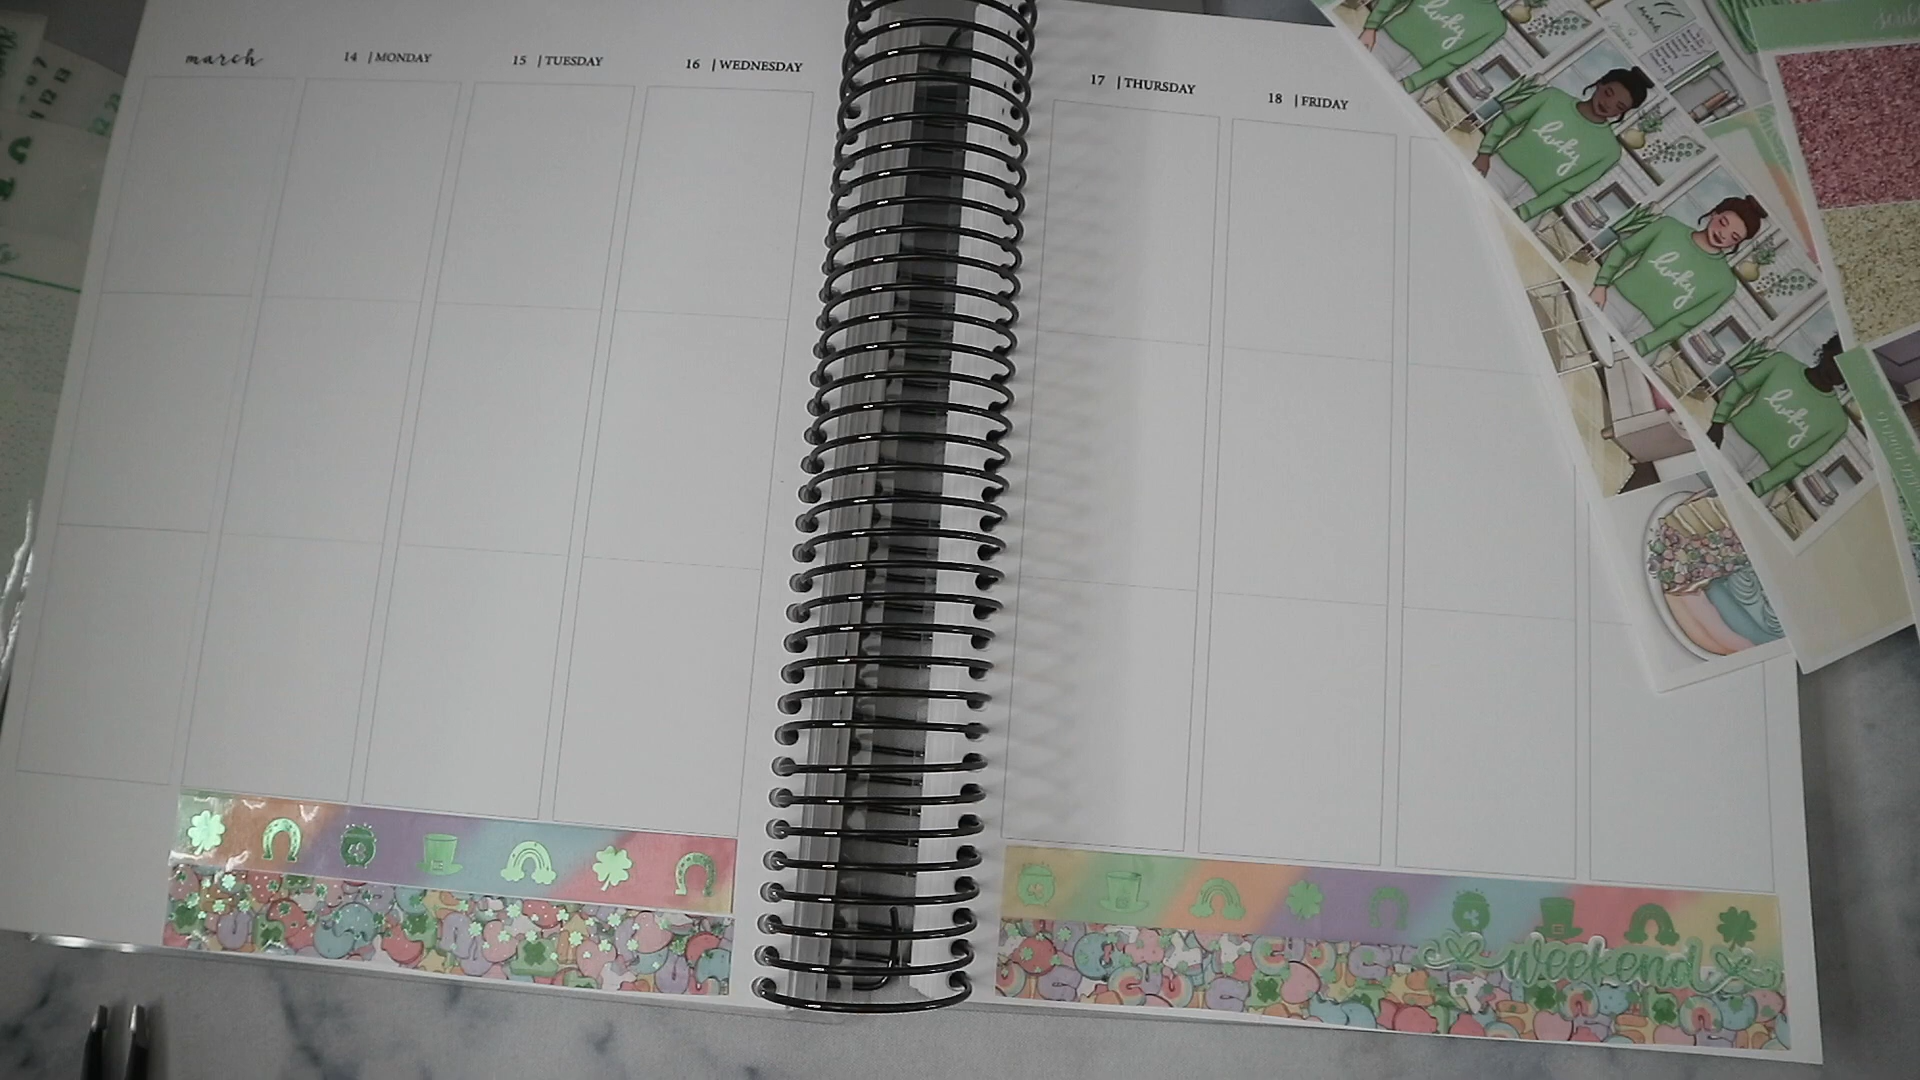 march
14 | MONDAY
15 | TUESDAY
16 | WEDNESDAY
17 | THURSDAY
18 | FRIDAY
lucky
lucky
lucky
lucky
weekend